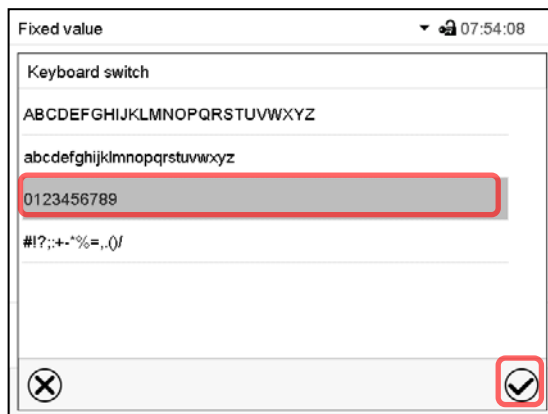 Fixed value 07:54:08
Keyboard switch
ABCDEFGHIJKLMNOPQRSTUVWXYZ
abcdefghijklmnopqrstuvwxyz
0123456789
#!?;:+-*%=,.()/